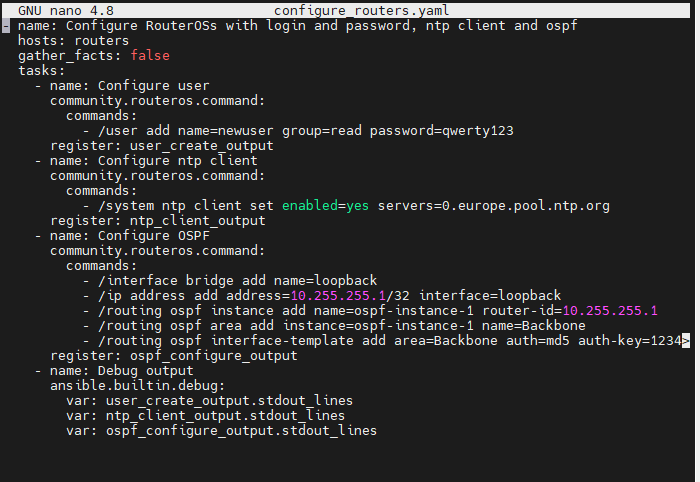 GNU nano 4.8 configure_routers.yaml
- name: Configure RouterOSs with login and password, ntp client and ospf
  hosts: routers
  gather_facts: false
  tasks:
    - name: Configure user
      community.routeros.command:
        commands:
          - /user add name=newuser group=read password=qwerty123
      register: user_create_output
    - name: Configure ntp client
      community.routeros.command:
        commands:
          - /system ntp client set enabled=yes servers=0.europe.pool.ntp.org
      register: ntp_client_output
    - name: Configure OSPF
      community.routeros.command:
        commands:
          - /interface bridge add name=loopback
          - /ip address add address=10.255.255.1/32 interface=loopback
          - /routing ospf instance add name=ospf-instance-1 router-id=10.255.255.1
          - /routing ospf area add instance=ospf-instance-1 name=Backbone
          - /routing ospf interface-template add area=Backbone auth=md5 auth-key=1234>
      register: ospf_configure_output
    - name: Debug output
      ansible.builtin.debug:
        var: user_create_output.stdout_lines
        var: ntp_client_output.stdout_lines
        var: ospf_configure_output.stdout_lines